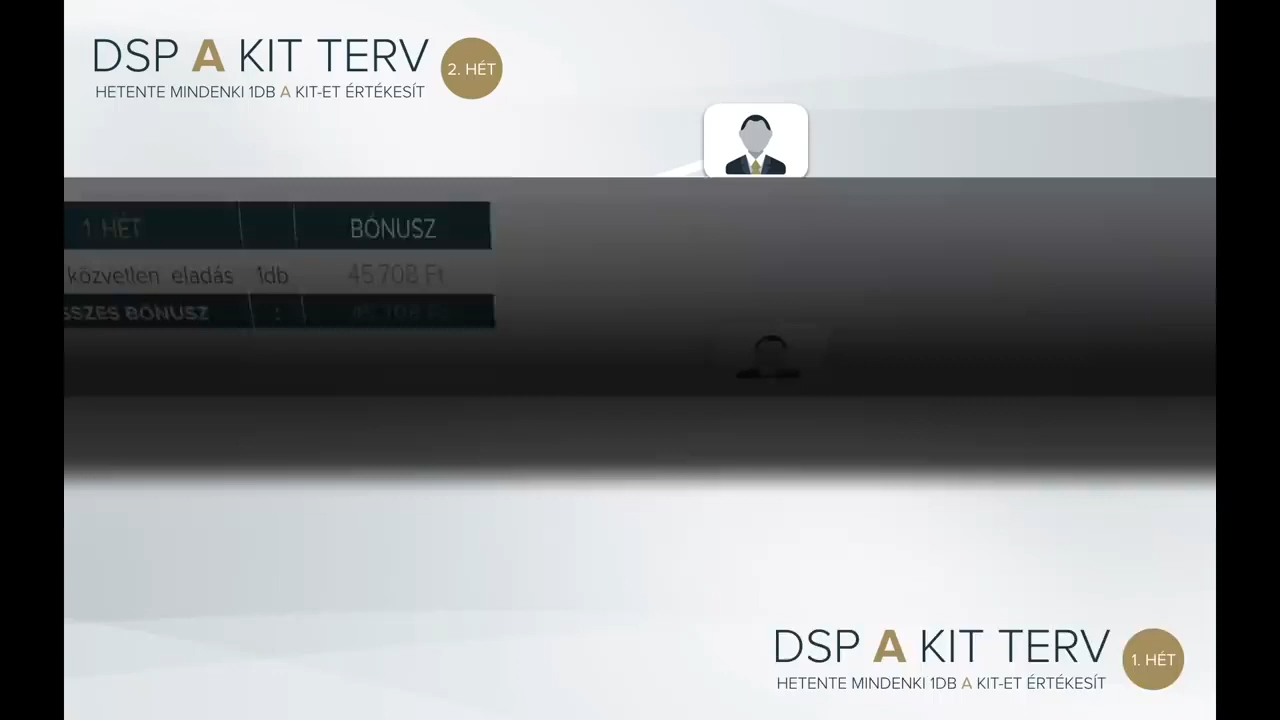 DSP A KIT TERV 2. HÉT
HETENTE MINDENKI 1DB A KIT-ET ÉRTÉKESÍT
1. HÉT BÓNUSZ
közvetlen eladás 1db 45.708 Ft
BÓNUSZ :
DSP A KIT TERV 1. HÉT
HETENTE MINDENKI 1DB A KIT-ET ÉRTÉKESÍT